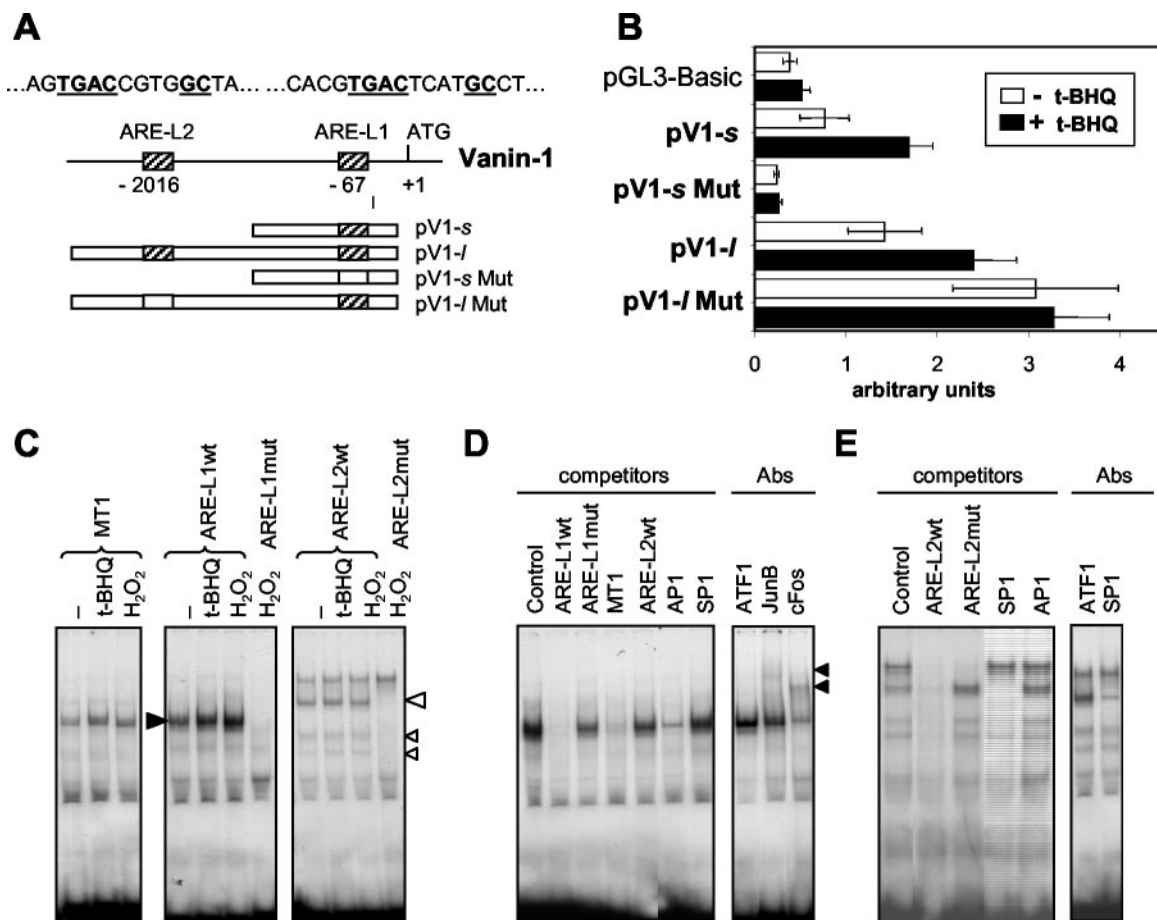 A
...AGTGACCGTGGCTA... ...CACGTGACTCATGCCT...
ARE-L2 ARE-L1 ATG
Vanin-1
- 2016 - 67 +1
pV1-s
pV1-l
pV1-s Mut
pV1-l Mut
B
pGL3-Basic
pV1-s
pV1-s Mut
pV1-l
pV1-l Mut
- t-BHQ
+ t-BHQ
0 1 2 3 4
arbitrary units
C
MT1
ARE-L1wt
ARE-L1mut
ARE-L2wt
ARE-L2mut
–
t-BHQ
H2O2
–
t-BHQ
H2O2
H2O2
–
t-BHQ
H2O2
H2O2
D
competitors
Abs
Control
ARE-L1wt
ARE-L1mut
MT1
ARE-L2wt
AP1
SP1
ATF1
JunB
cFos
E
competitors
Abs
Control
ARE-L2wt
ARE-L2mut
SP1
AP1
ATF1
SP1